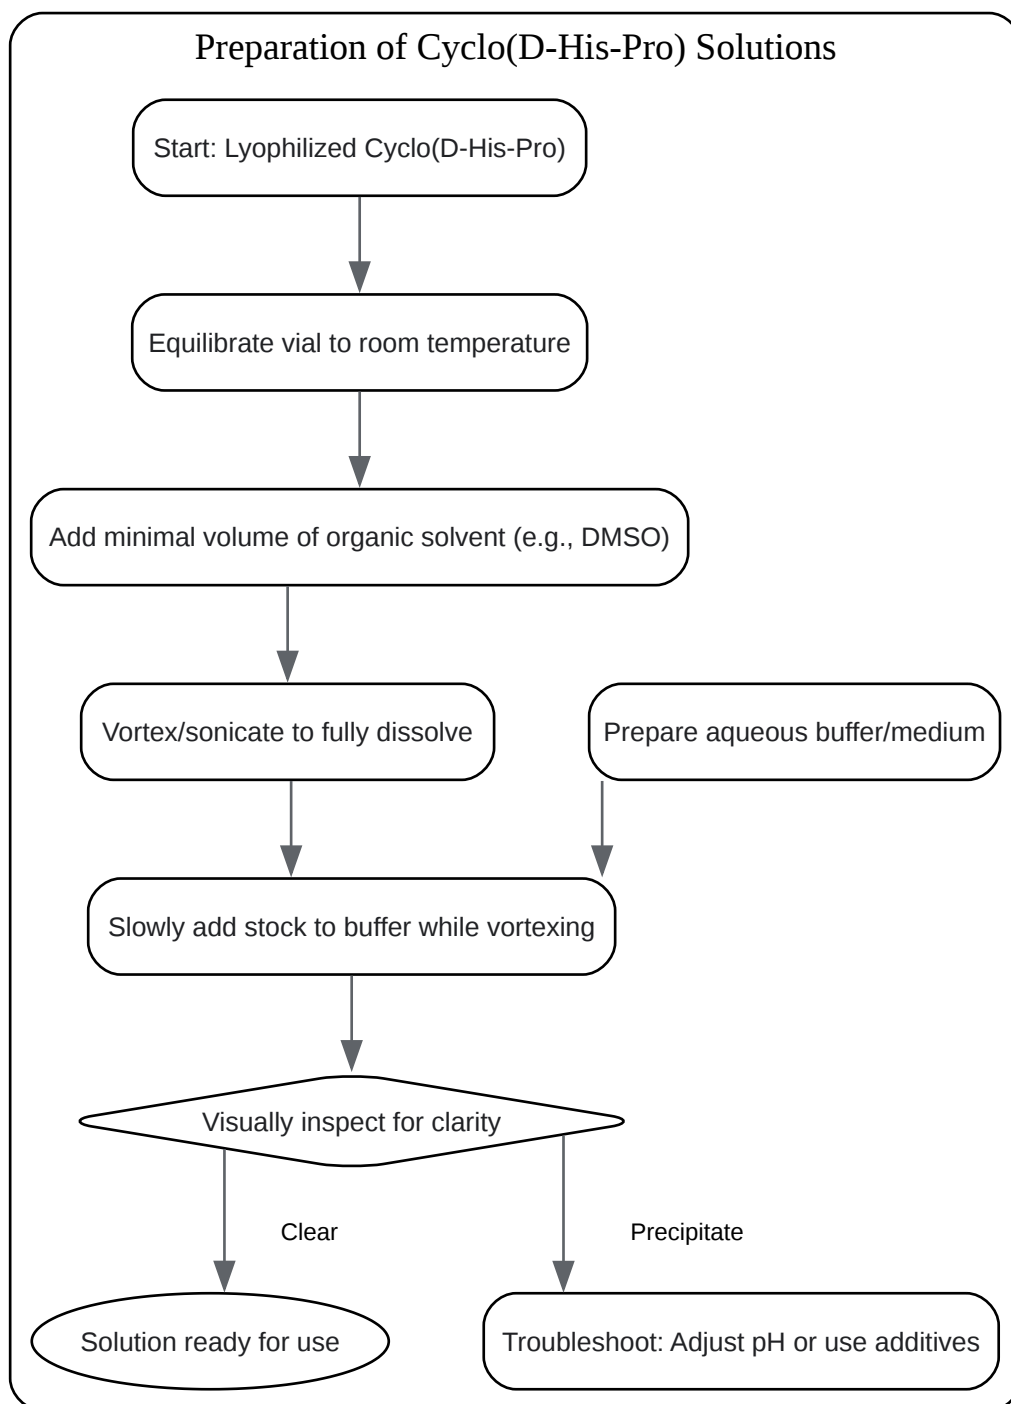 Preparation of Cyclo(D-His-Pro) Solutions
Start: Lyophilized Cyclo(D-His-Pro)
Equilibrate vial to room temperature
Add minimal volume of organic solvent (e.g., DMSO)
Vortex/sonicate to fully dissolve
Prepare aqueous buffer/medium
Slowly add stock to buffer while vortexing
Visually inspect for clarity
Clear
Precipitate
Solution ready for use
Troubleshoot: Adjust pH or use additives